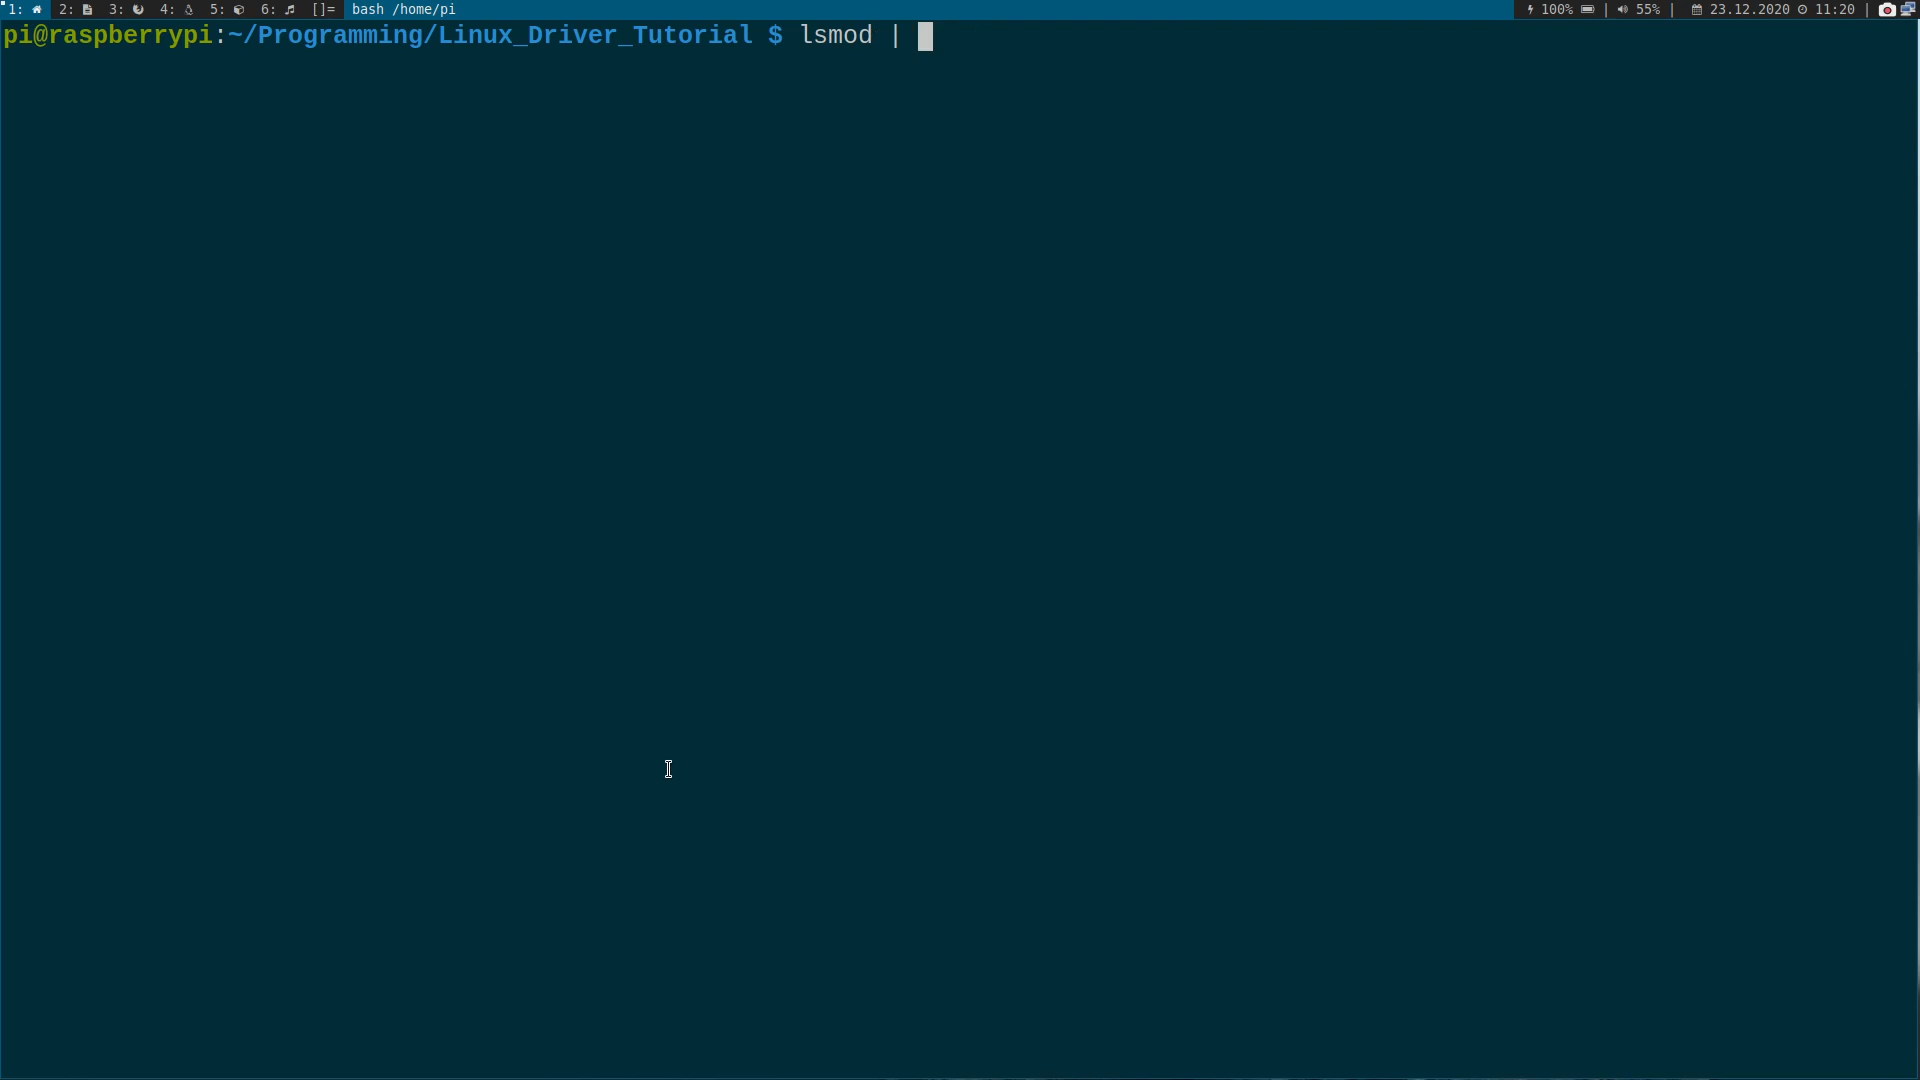 1: 2: 3: 4: 5: 6: []= bash /home/pi 100% | 55% | 23.12.2020 11:20 |
pi@raspberrypi:~/Programming/Linux_Driver_Tutorial $ lsmod |